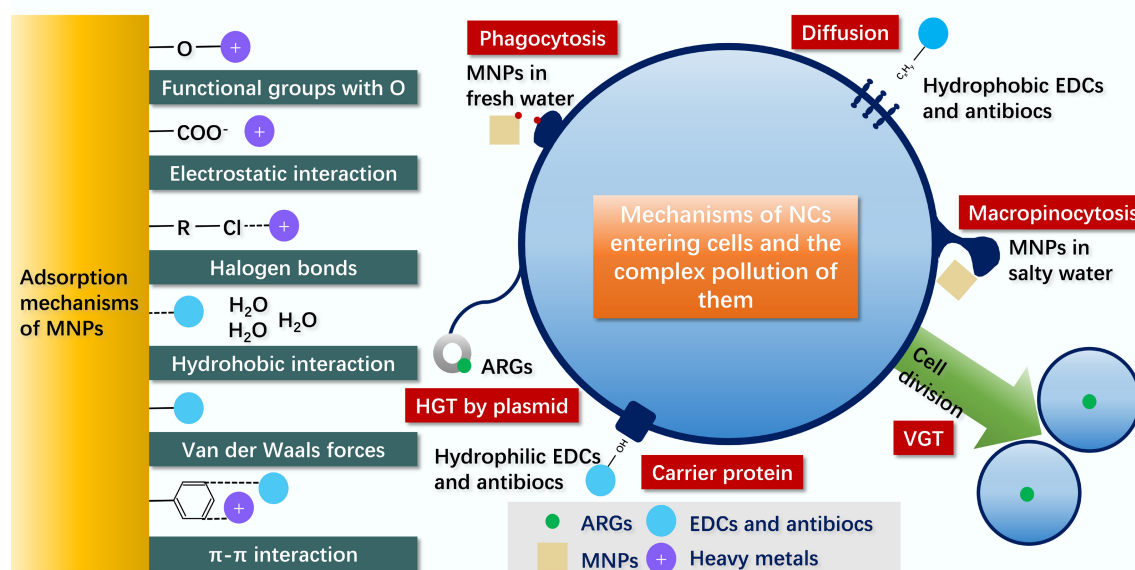 Adsorption
mechanisms
of MNPs
O
+
Functional groups with O
COO-
+
Electrostatic interaction
R
Cl
+
Halogen bonds
H2O
H2O
H2O
Hydrohobic interaction
Van der Waals forces
+
π-π interaction
Phagocytosis
MNPs in
fresh water
Diffusion
CxHy
Hydrophobic EDCs
and antibiocs
Mechanisms of NCs
entering cells and the
complex pollution of
them
Macropinocytosis
MNPs in
salty water
ARGs
HGT by plasmid
OH
Hydrophilic EDCs
and antibiocs
Carrier protein
Cell
division
VGT
ARGs
EDCs and antibiocs
MNPs
+
Heavy metals